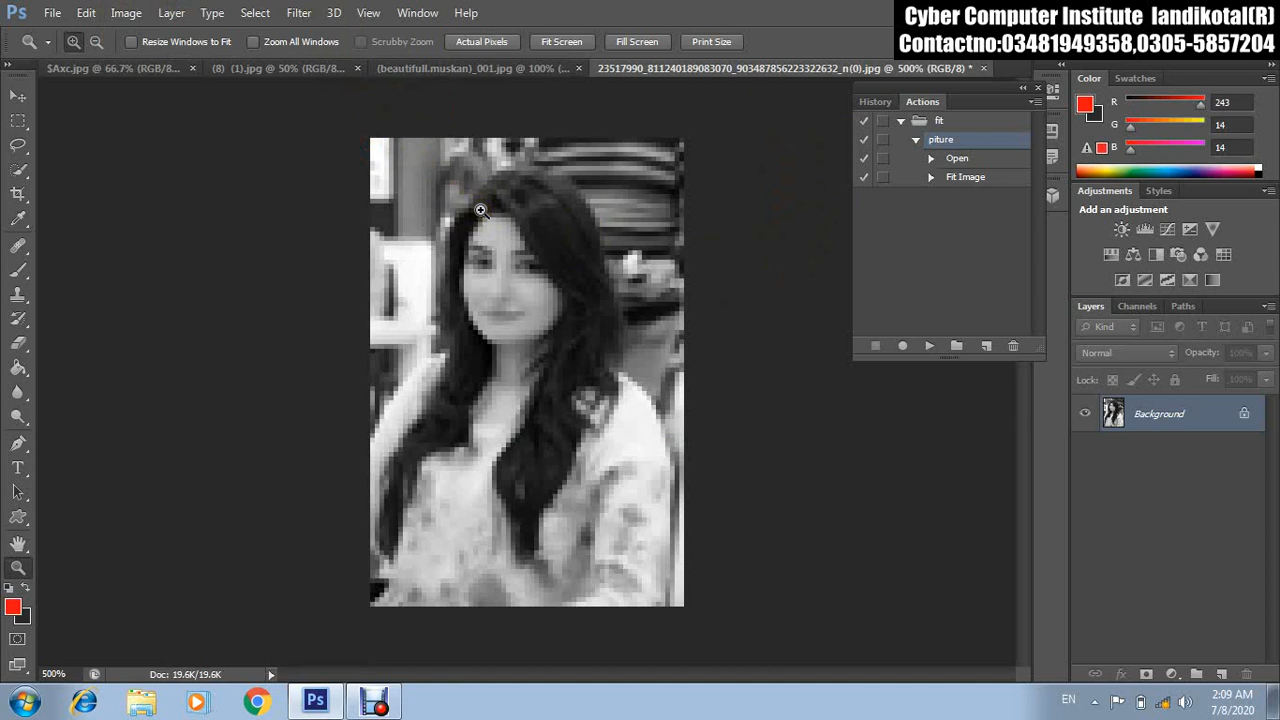 Cyber Computer Institute landikotal(R)
Contactno:03481949358,0305-5857204
Ps File Edit Image Layer Type Select Filter 3D View Window Help
Resize Windows to Fit Zoom All Windows Scrubby Zoom Actual Pixels Fit Screen Fill Screen Print Size
$Axc.jpg @ 66.7% (RGB/8... × (8) (1).jpg @ 50% (RGB/8... × (beautifull.muskan)_001.jpg @ 100% (... × 23517990_811240189083070_903487856223322632_n(0).jpg @ 500% (RGB/8) * ×
History Actions
fit
piture
Open
Fit Image
Color Swatches
R 243
G 14
B 14
Adjustments Styles
Add an adjustment
Layers Channels Paths
Kind
Normal Opacity: 100%
Lock: Fill: 100%
Background
500% Doc: 19.6K/19.6K
Ps EN 2:09 AM
7/8/2020